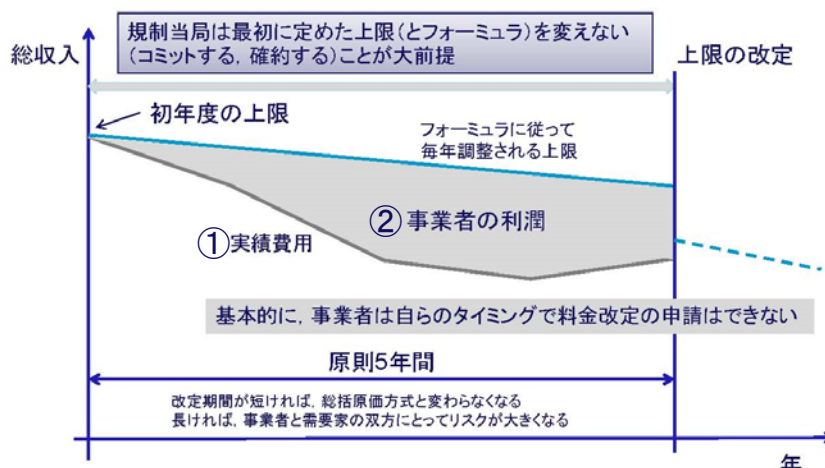 規制当局は最初に定めた上限(とフォーミュラ)を変えない
(コミットする,確約する)ことが大前提
総収入
上限の改定
初年度の上限
フォーミュラに従って
毎年調整される上限
②事業者の利潤
①実績費用
基本的に,事業者は自らのタイミングで料金改定の申請はできない
原則5年間
改定期間が短ければ,総括原価方式と変わらなくなる
長ければ,事業者と需要家の双方にとってリスクが大きくなる
年